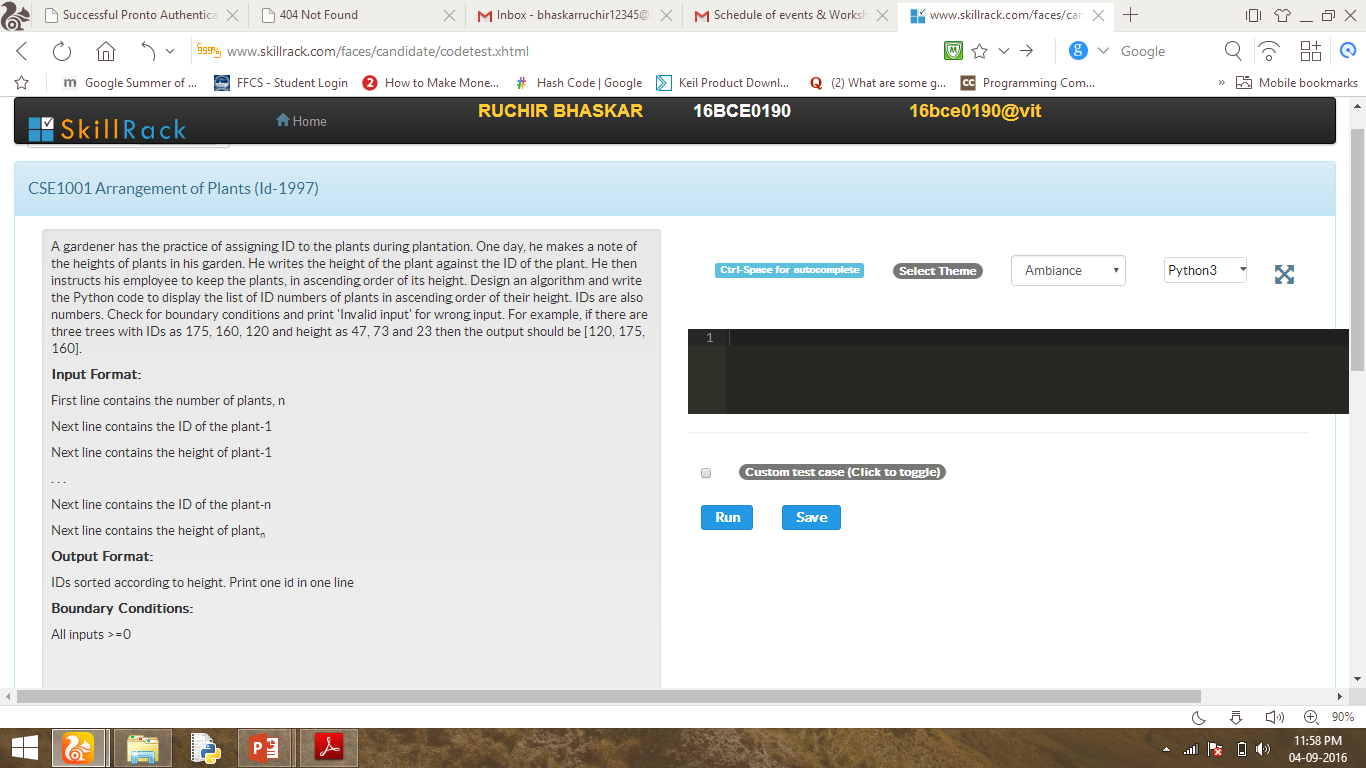 Successful Pronto Authentica
404 Not Found
Inbox - bhaskarruchir12345@
Schedule of events & Worksh
www.skillrack.com/faces/can
www.skillrack.com/faces/candidate/codetest.xhtml
Google
Google Summer of ...
FFCS - Student Login
How to Make Mone...
Hash Code | Google
Keil Product Downl...
(2) What are some g...
Programming Com...
Mobile bookmarks
SkillRack
Home
RUCHIR BHASKAR
16BCE0190
16bce0190@vit
CSE1001 Arrangement of Plants (Id-1997)
A gardener has the practice of assigning ID to the plants during plantation. One day, he makes a note of
the heights of plants in his garden. He writes the height of the plant against the ID of the plant. He then
instructs his employee to keep the plants, in ascending order of its height. Design an algorithm and write
the Python code to display the list of ID numbers of plants in ascending order of their height. IDs are also
numbers. Check for boundary conditions and print 'Invalid input' for wrong input. For example, if there are
three trees with IDs as 175, 160, 120 and height as 47, 73 and 23 then the output should be [120, 175,
160].
Input Format:
First line contains the number of plants, n
Next line contains the ID of the plant-1
Next line contains the height of plant-1
. . .
Next line contains the ID of the plant-n
Next line contains the height of plantn
Output Format:
IDs sorted according to height. Print one id in one line
Boundary Conditions:
All inputs >=0
Ctrl-Space for autocomplete
Select Theme
Ambiance
Python3
1
Custom test case (Click to toggle)
Run
Save
90%
11:58 PM
04-09-2016